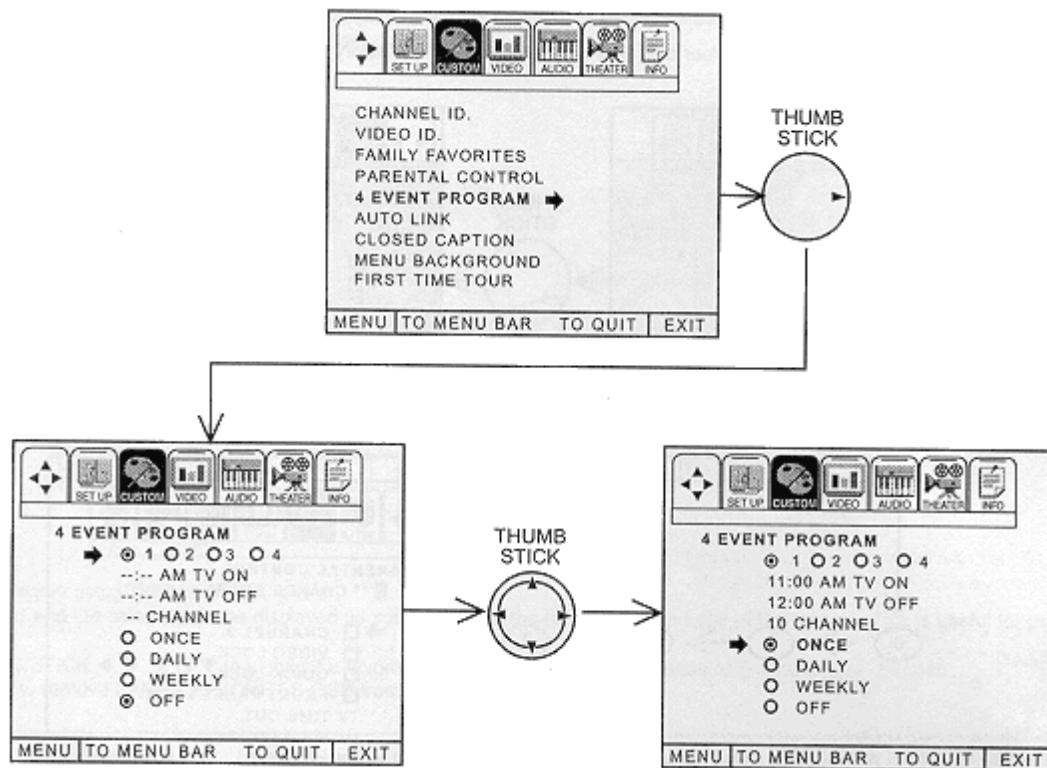 SET UP CUSTOM VIDEO AUDIO THEATER INFO
CHANNEL ID.
VIDEO ID.
FAMILY FAVORITES
PARENTAL CONTROL
4 EVENT PROGRAM
AUTO LINK
CLOSED CAPTION
MENU BACKGROUND
FIRST TIME TOUR
MENU TO MENU BAR TO QUIT EXIT
THUMB
STICK
SET UP CUSTOM VIDEO AUDIO THEATER INFO
4 EVENT PROGRAM
1 2 3 4
--:-- AM TV ON
--:-- AM TV OFF
-- CHANNEL
ONCE
DAILY
WEEKLY
OFF
MENU TO MENU BAR TO QUIT EXIT
THUMB
STICK
SET UP CUSTOM VIDEO AUDIO THEATER INFO
4 EVENT PROGRAM
1 2 3 4
11:00 AM TV ON
12:00 AM TV OFF
10 CHANNEL
ONCE
DAILY
WEEKLY
OFF
MENU TO MENU BAR TO QUIT EXIT